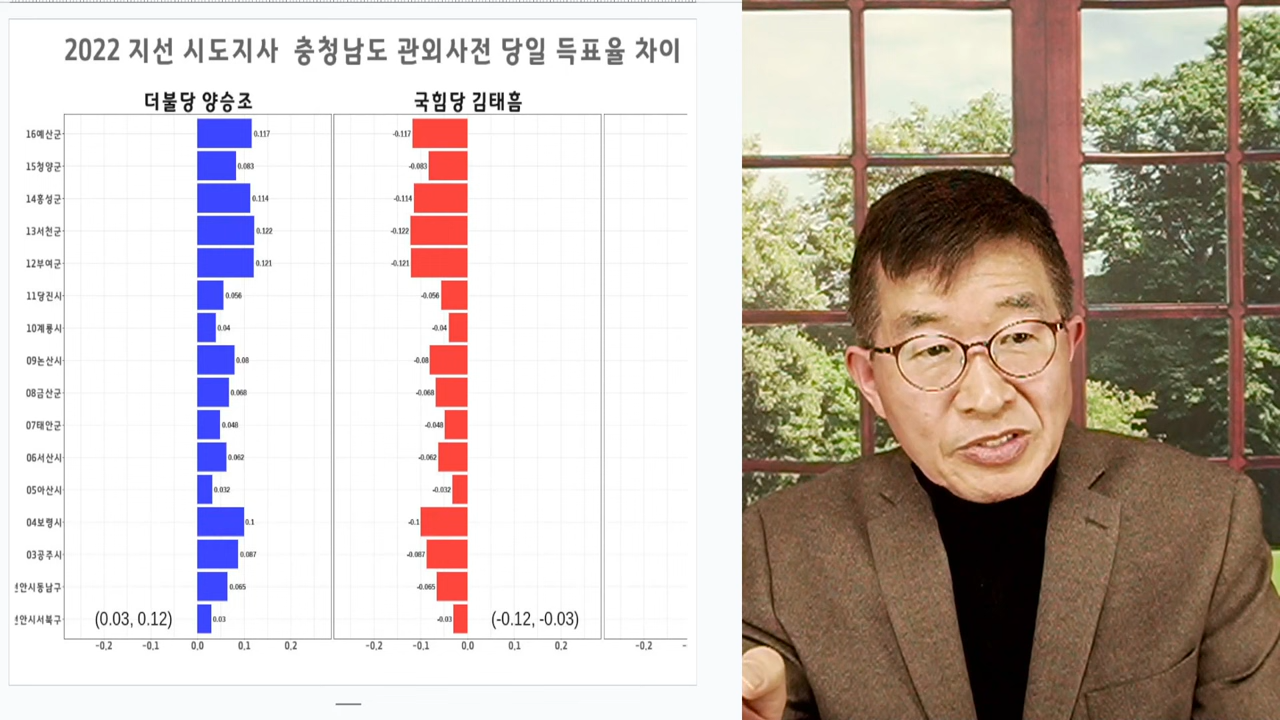 2022 지선 시도지사 충청남도 관외사전 당일 득표율 차이
더불당 양승조 국힘당 김태흠
16예산군 0.117 -0.117
15청양군 0.083 -0.083
14홍성군 0.114 -0.114
13서천군 0.122 -0.122
12부여군 0.121 -0.121
11당진시 0.056 -0.056
10계룡시 0.04 -0.04
09논산시 0.08 -0.08
08금산군 0.068 -0.068
07태안군 0.048 -0.048
06서산시 0.062 -0.062
05아산시 0.032 -0.032
04보령시 0.1 -0.1
03공주시 0.087 -0.087
안시동남구 0.065 -0.065
안시서북구 (0.03, 0.12) 0.03 -0.03 (-0.12, -0.03)
-0,2 -0,1 0,0 0,1 0,2 -0,2 -0,1 0,0 0,1 0,2 -0,2